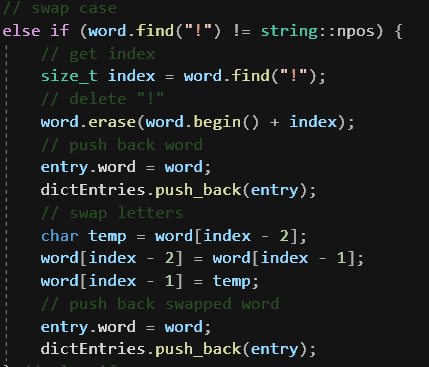 // swap case
else if (word.find("!") != string::npos) {
// get index
size_t index = word.find("!");
// delete "!"
word.erase(word.begin() + index);
// push back word
entry.word = word;
dictEntries.push_back(entry);
// swap letters
char temp = word[index - 2];
word[index - 2] = word[index - 1];
word[index - 1] = temp;
// push back swapped word
entry.word = word;
dictEntries.push_back(entry);